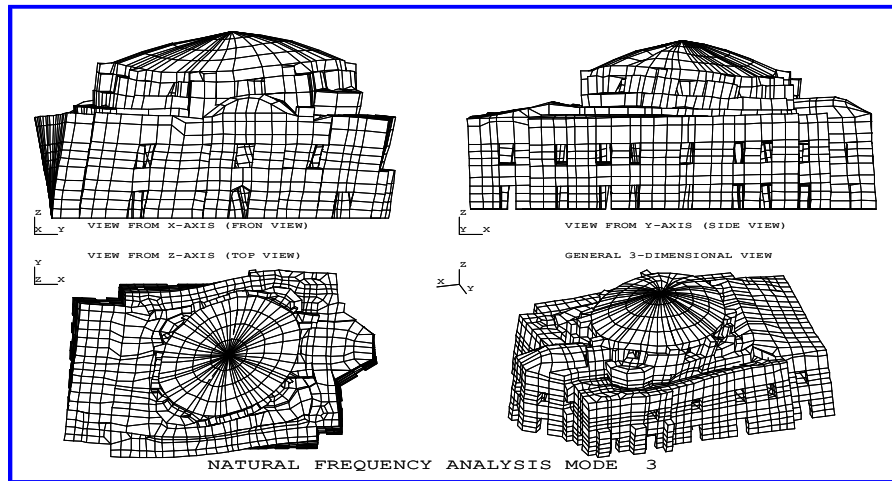 Z
X Y
VIEW FROM X-AXIS (FRON VIEW)
Z
Y X
VIEW FROM Y-AXIS (SIDE VIEW)
Y
Z X
VIEW FROM Z-AXIS (TOP VIEW)
GENERAL 3-DIMENSIONAL VIEW
Z
X
Y
NATURAL FREQUENCY ANALYSIS MODE 3